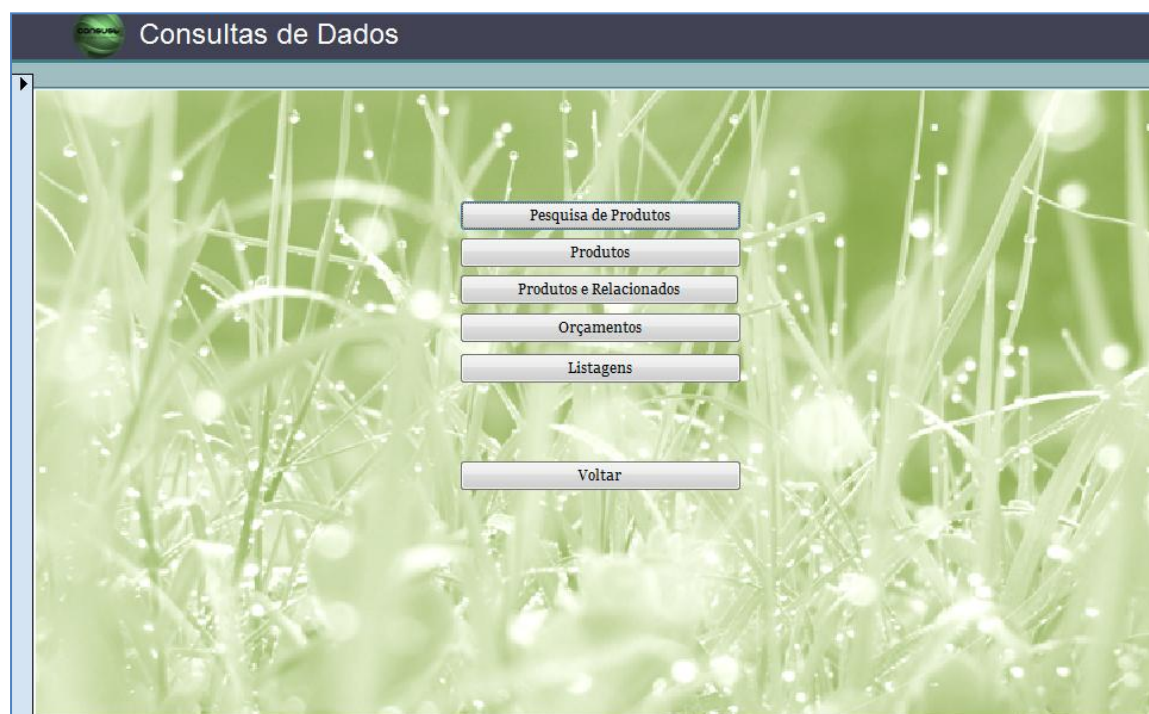 Consultas de Dados
Pesquisa de Produtos
Produtos
Produtos e Relacionados
Orçamentos
Listagens
Voltar